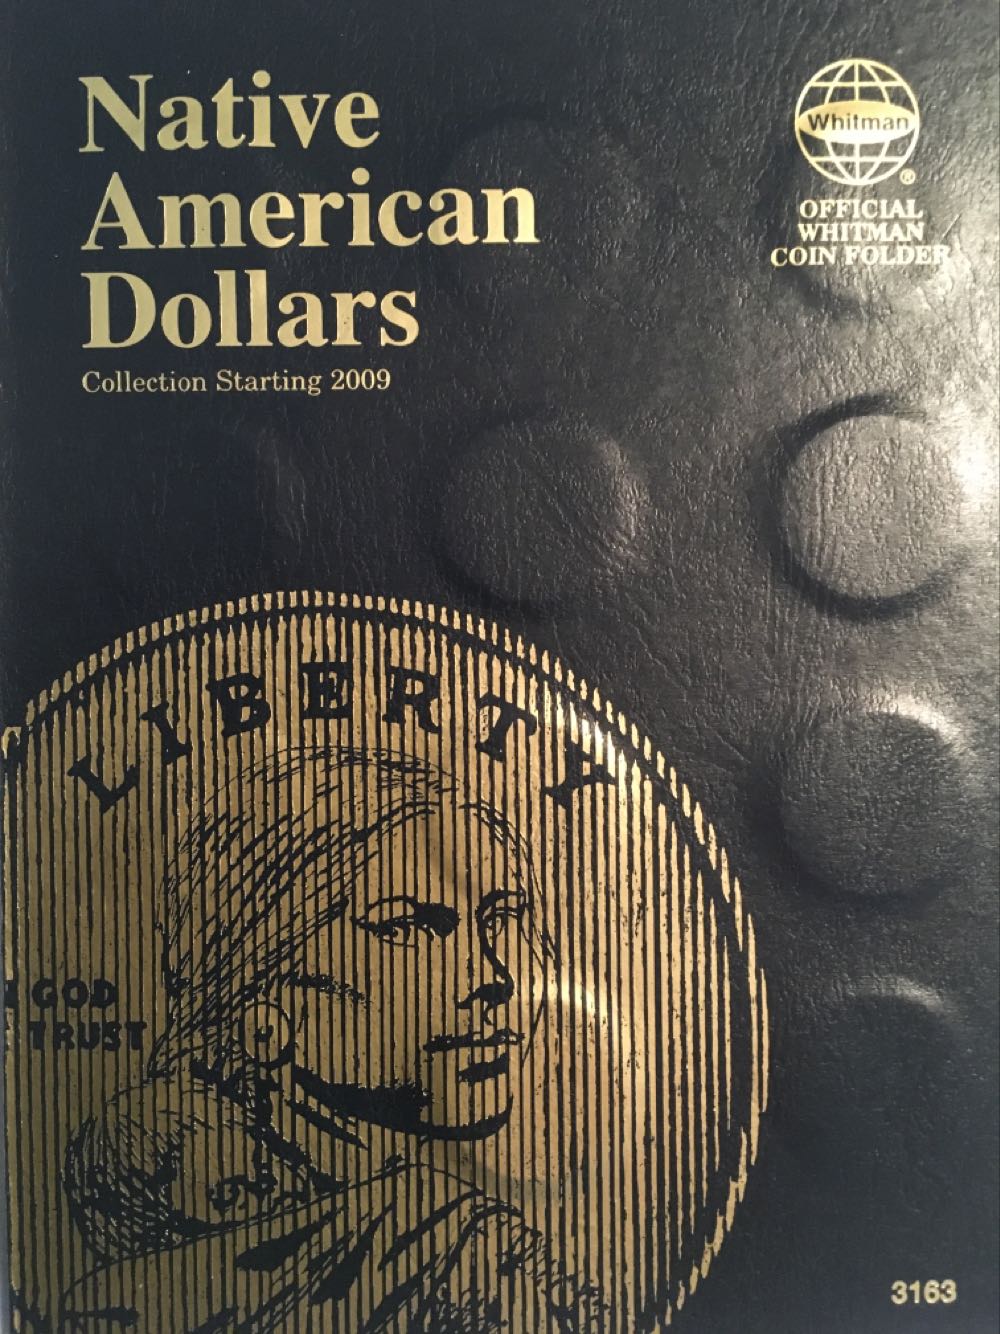 Native
American
Dollars
Collection Starting 2009
Whitman
®
OFFICIAL
WHITMAN
COIN FOLDER
LIBERTY
GOD
TRUST
3163